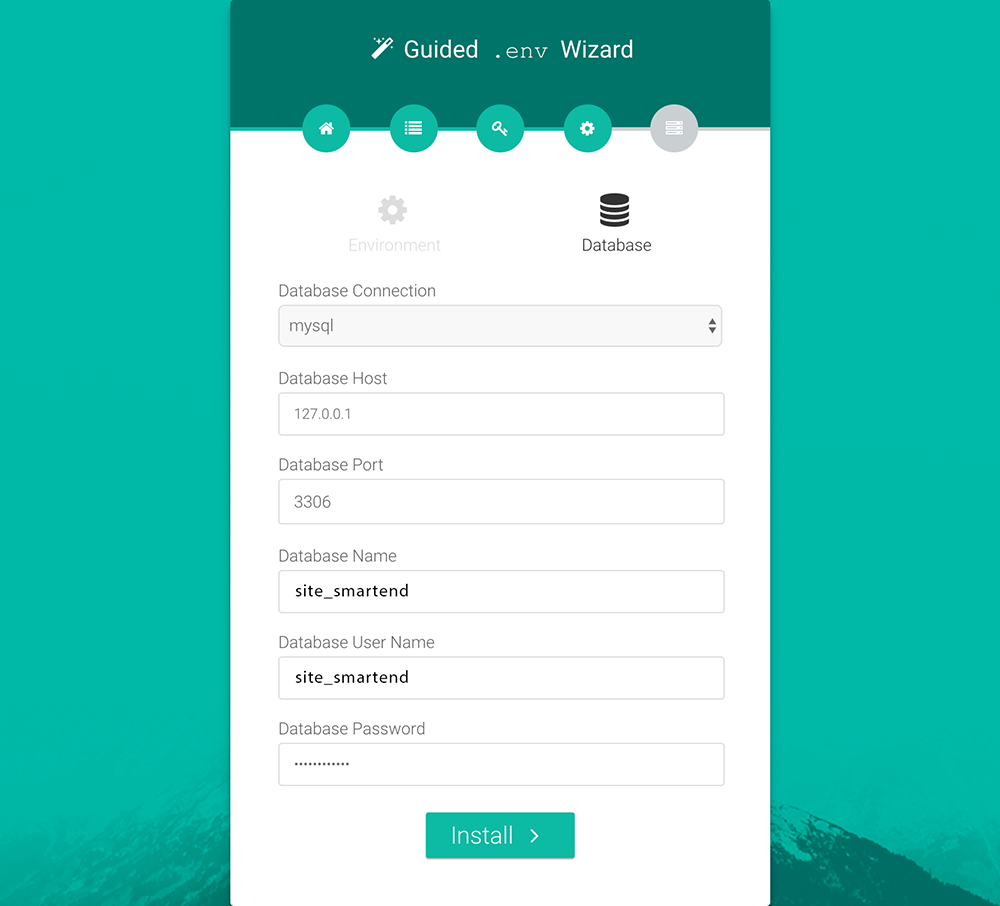 Guided .env Wizard
Environment
Database
Database Connection
mysql
Database Host
127.0.0.1
Database Port
3306
Database Name
site_smartend
Database User Name
site_smartend
Database Password
••••••••••••
Install